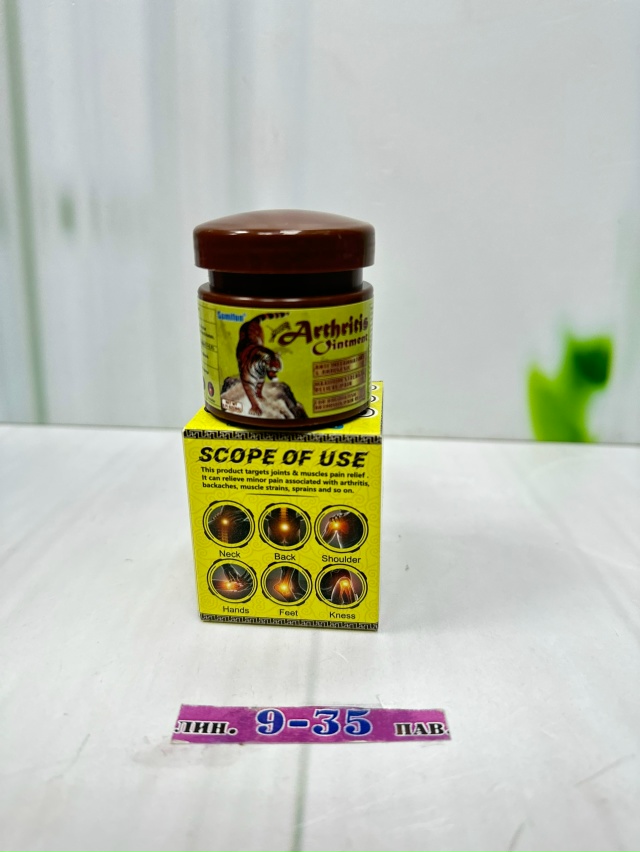 Sumifun®
Arthritis
Ointment
SCOPE OF USE
This product targets joints & muscles pain relief.
It can relieve minor pain associated with arthritis,
backaches, muscle strains, sprains and so on.
Neck Back Shoulder
Hands Feet Kness
ЛИН. 9-35 ПАВ.